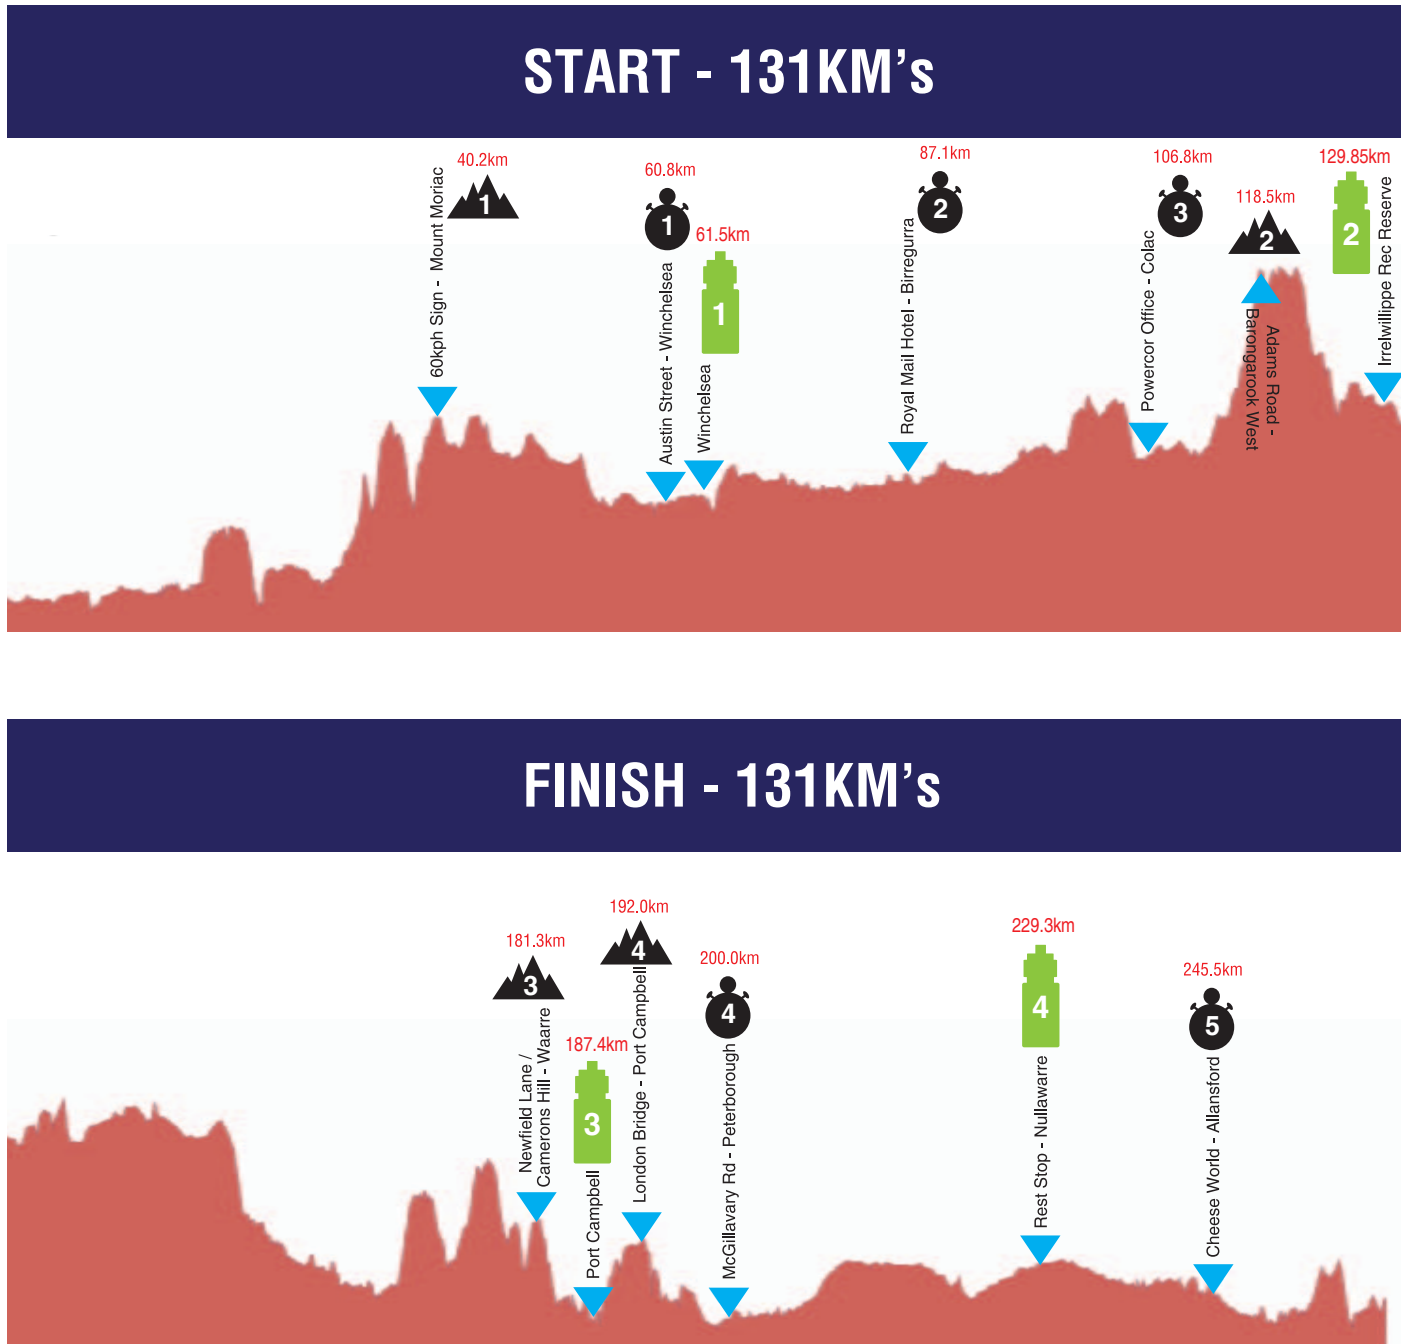 START - 131KM's
40.2km
1
60kph Sign - Mount Moriac
60.8km
1
Austin Street - Winchelsea
61.5km
1
Winchelsea
87.1km
2
Royal Mail Hotel - Birregurra
106.8km
3
Powercor Office - Colac
118.5km
2
Adams Road -
Barongarook West
129.85km
2
Irrelwillippe Rec Reserve
FINISH - 131KM's
181.3km
3
Newfield Lane /
Camerons Hill - Waarre
187.4km
3
Port Campbell
192.0km
4
London Bridge - Port Campbell
200.0km
4
McGillavary Rd - Peterborough
229.3km
4
Rest Stop - Nullawarre
245.5km
5
Cheese World - Allansford